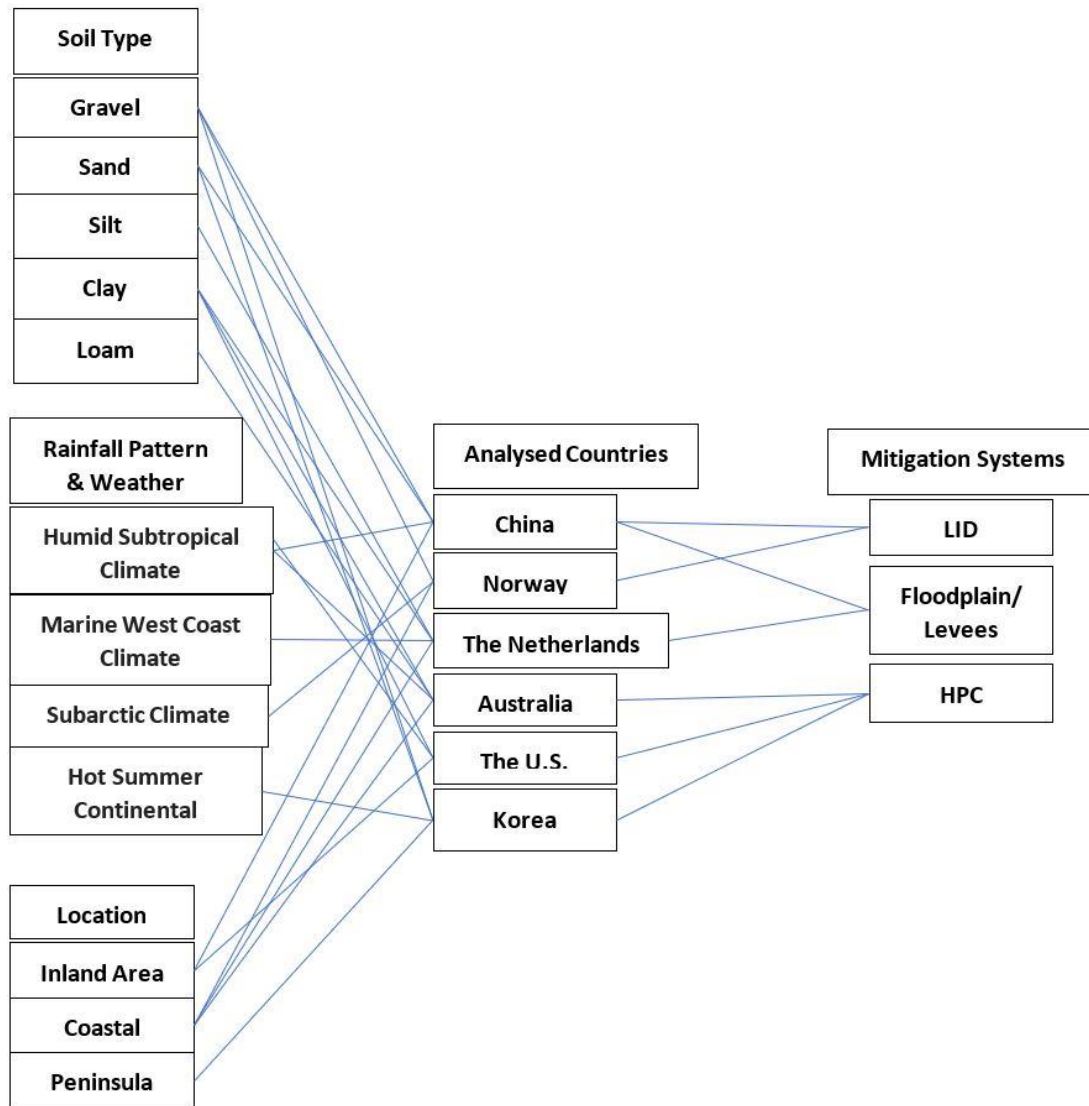 Soil Type
Gravel
Sand
Silt
Clay
Loam
Rainfall Pattern
& Weather
Humid Subtropical
Climate
Marine West Coast
Climate
Subarctic Climate
Hot Summer
Continental
Location
Inland Area
Coastal
Peninsula
Analysed Countries
China
Norway
The Netherlands
Australia
The U.S.
Korea
Mitigation Systems
LID
Floodplain/
Levees
HPC